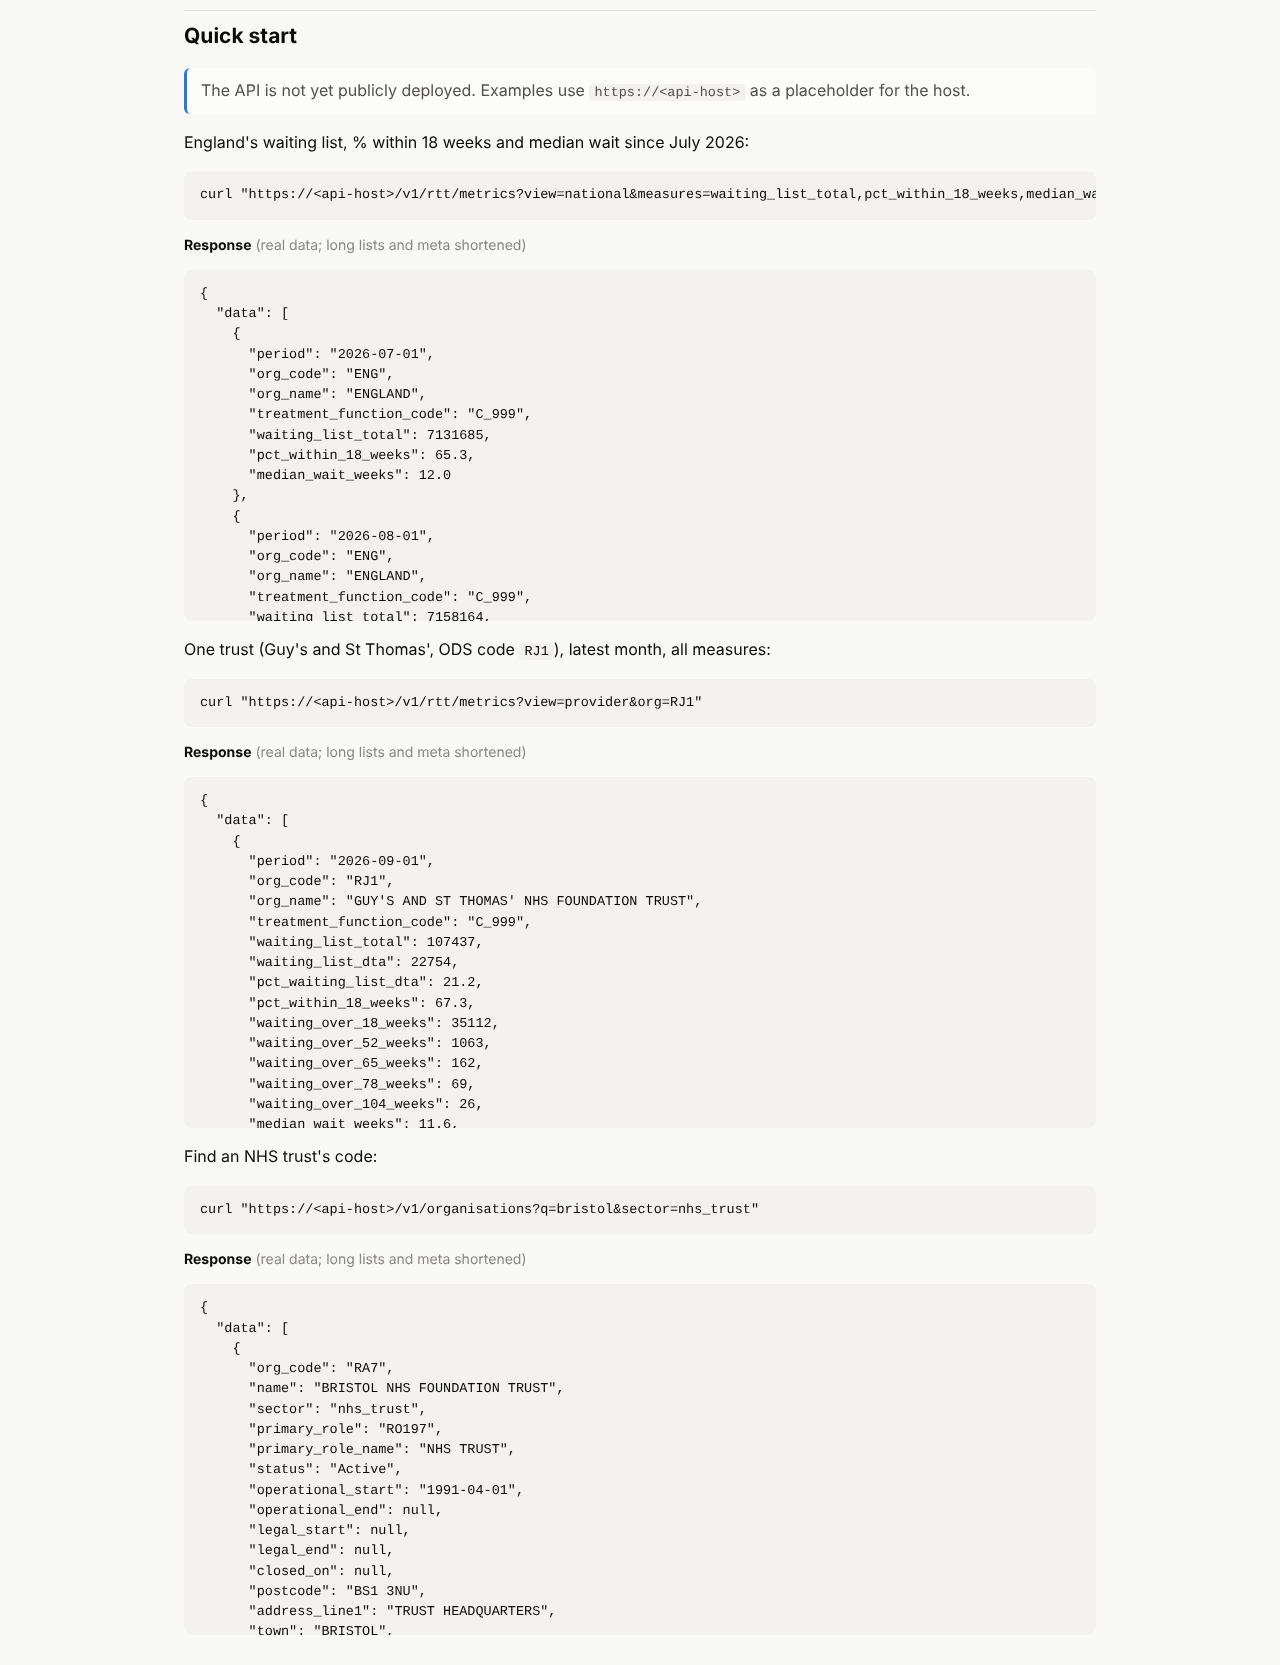 Quick start
The API is not yet publicly deployed. Examples use https://<api-host> as a placeholder for the host.
England's waiting list, % within 18 weeks and median wait since July 2026:
curl "https://<api-host>/v1/rtt/metrics?view=national&measures=waiting_list_total,pct_within_18_weeks,median_wa
Response (real data; long lists and meta shortened)
{
  "data": [
    {
      "period": "2026-07-01",
      "org_code": "ENG",
      "org_name": "ENGLAND",
      "treatment_function_code": "C_999",
      "waiting_list_total": 7131685,
      "pct_within_18_weeks": 65.3,
      "median_wait_weeks": 12.0
    },
    {
      "period": "2026-08-01",
      "org_code": "ENG",
      "org_name": "ENGLAND",
      "treatment_function_code": "C_999",
      "waiting_list_total": 7158164,
One trust (Guy's and St Thomas', ODS code RJ1), latest month, all measures:
curl "https://<api-host>/v1/rtt/metrics?view=provider&org=RJ1"
Response (real data; long lists and meta shortened)
{
  "data": [
    {
      "period": "2026-09-01",
      "org_code": "RJ1",
      "org_name": "GUY'S AND ST THOMAS' NHS FOUNDATION TRUST",
      "treatment_function_code": "C_999",
      "waiting_list_total": 107437,
      "waiting_list_dta": 22754,
      "pct_waiting_list_dta": 21.2,
      "pct_within_18_weeks": 67.3,
      "waiting_over_18_weeks": 35112,
      "waiting_over_52_weeks": 1063,
      "waiting_over_65_weeks": 162,
      "waiting_over_78_weeks": 69,
      "waiting_over_104_weeks": 26,
      "median_wait_weeks": 11.6,
Find an NHS trust's code:
curl "https://<api-host>/v1/organisations?q=bristol&sector=nhs_trust"
Response (real data; long lists and meta shortened)
{
  "data": [
    {
      "org_code": "RA7",
      "name": "BRISTOL NHS FOUNDATION TRUST",
      "sector": "nhs_trust",
      "primary_role": "RO197",
      "primary_role_name": "NHS TRUST",
      "status": "Active",
      "operational_start": "1991-04-01",
      "operational_end": null,
      "legal_start": null,
      "legal_end": null,
      "closed_on": null,
      "postcode": "BS1 3NU",
      "address_line1": "TRUST HEADQUARTERS",
      "town": "BRISTOL",